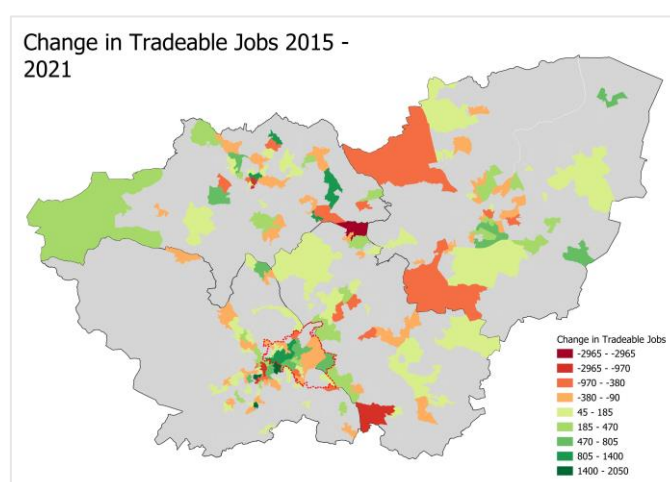 Change in Tradeable Jobs 2015 -
2021
Change in Tradeable Jobs
-2965 - -2965
-2965 - -970
-970 - -380
-380 - -90
45 - 185
185 - 470
470 - 805
805 - 1400
1400 - 2050